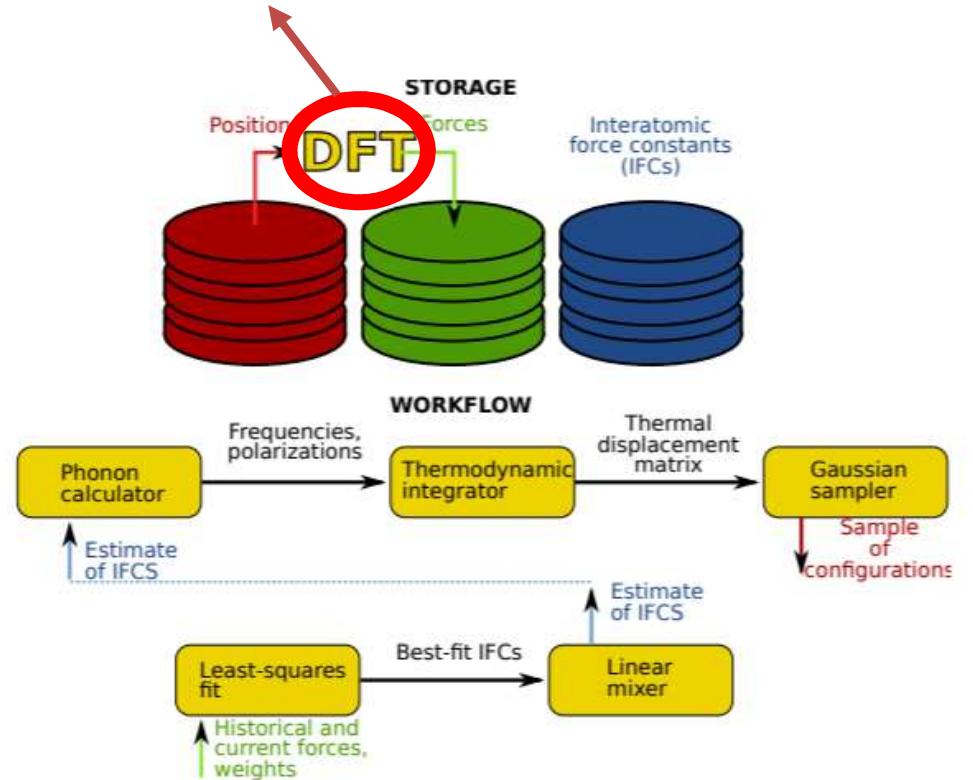 STORAGE
Position
DFT
Forces
Interatomic
force constants
(IFCs)
WORKFLOW
Frequencies,
polarizations
Thermal
displacement
matrix
Phonon
calculator
Thermodynamic
integrator
Gaussian
sampler
Estimate
of IFCS
Sample
of
configurations
Estimate
of IFCS
Best-fit IFCs
Least-squares
fit
Linear
mixer
Historical and
current forces,
weights